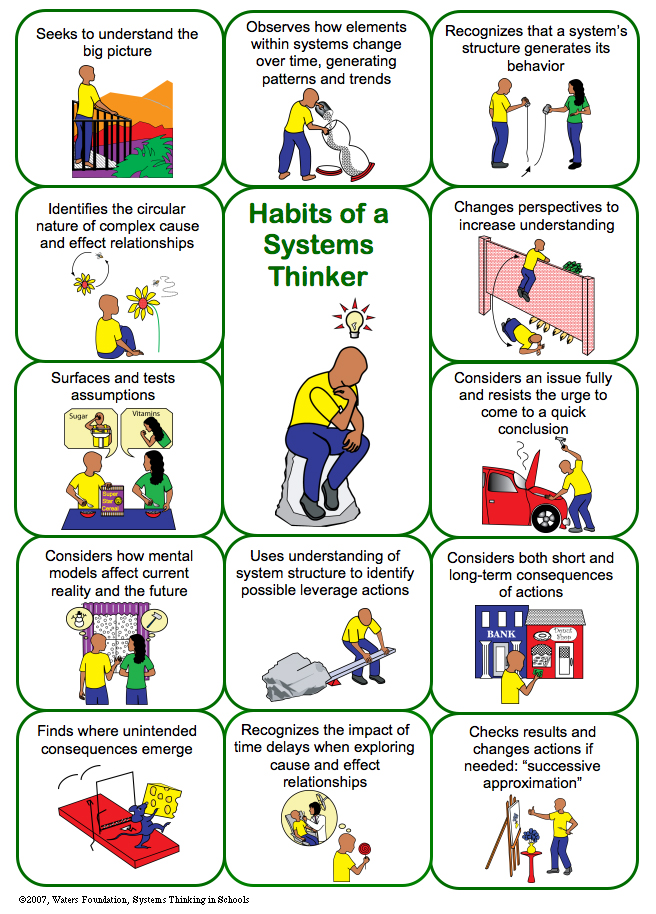 Seeks to understand the
big picture
Observes how elements
within systems change
over time, generating
patterns and trends
Recognizes that a system's
structure generates its
behavior
Identifies the circular
nature of complex cause
and effect relationships
Habits of a
Systems
Thinker
Changes perspectives to
increase understanding
Surfaces and tests
assumptions
Sugar
Vitamins
Super
Star
Cereal
Considers an issue fully
and resists the urge to
come to a quick
conclusion
Considers how mental
models affect current
reality and the future
Uses understanding of
system structure to identify
possible leverage actions
Considers both short and
long-term consequences
of actions
BANK
Donut
Shop
Finds where unintended
consequences emerge
Recognizes the impact of
time delays when exploring
cause and effect
relationships
Checks results and
changes actions if
needed: “successive
approximation”
©2007, Waters Foundation, Systems Thinking in Schools